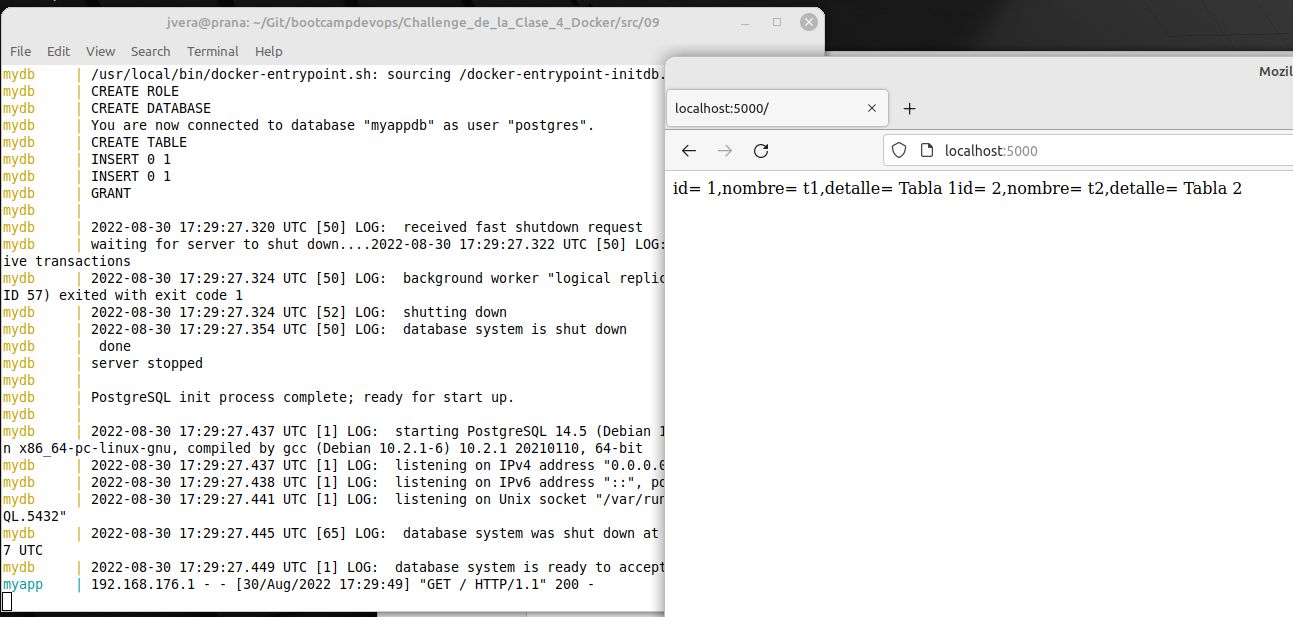 jvera@prana: ~/Git/bootcampdevops/Challenge_de_la_Clase_4_Docker/src/09
File Edit View Search Terminal Help
mydb | /usr/local/bin/docker-entrypoint.sh: sourcing /docker-entrypoint-initdb.
mydb | CREATE ROLE
mydb | CREATE DATABASE
mydb | You are now connected to database "myappdb" as user "postgres".
mydb | CREATE TABLE
mydb | INSERT 0 1
mydb | INSERT 0 1
mydb | GRANT
mydb |
mydb | 2022-08-30 17:29:27.320 UTC [50] LOG:  received fast shutdown request
mydb | waiting for server to shut down....2022-08-30 17:29:27.322 UTC [50] LOG:
ive transactions
mydb | 2022-08-30 17:29:27.324 UTC [50] LOG:  background worker "logical replic
ID 57) exited with exit code 1
mydb | 2022-08-30 17:29:27.324 UTC [52] LOG:  shutting down
mydb | 2022-08-30 17:29:27.354 UTC [50] LOG:  database system is shut down
mydb |  done
mydb | server stopped
mydb |
mydb | PostgreSQL init process complete; ready for start up.
mydb |
mydb | 2022-08-30 17:29:27.437 UTC [1] LOG:  starting PostgreSQL 14.5 (Debian 1
n x86_64-pc-linux-gnu, compiled by gcc (Debian 10.2.1-6) 10.2.1 20210110, 64-bit
mydb | 2022-08-30 17:29:27.437 UTC [1] LOG:  listening on IPv4 address "0.0.0.0
mydb | 2022-08-30 17:29:27.438 UTC [1] LOG:  listening on IPv6 address "::", po
mydb | 2022-08-30 17:29:27.441 UTC [1] LOG:  listening on Unix socket "/var/run
QL.5432"
mydb | 2022-08-30 17:29:27.445 UTC [65] LOG:  database system was shut down at
7 UTC
mydb | 2022-08-30 17:29:27.449 UTC [1] LOG:  database system is ready to accept
myapp | 192.168.176.1 - - [30/Aug/2022 17:29:49] "GET / HTTP/1.1" 200 -
Mozil
localhost:5000/
localhost:5000
id= 1,nombre= t1,detalle= Tabla 1id= 2,nombre= t2,detalle= Tabla 2